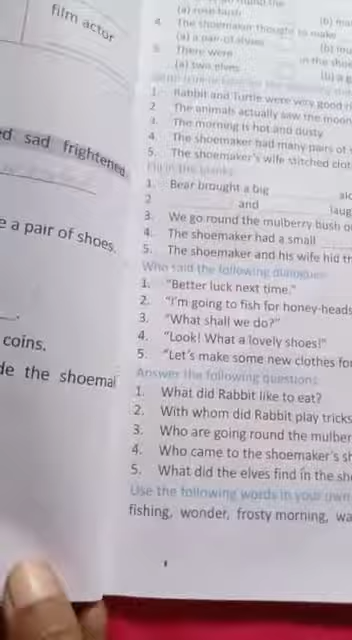 film actor
ed sad frightened
e a pair of shoes.
coins.
de the shoemal
(a) rose bush
4. The shoemaker thought to make
(a) a pair of shoes
5. There were in the shoe
(a) two elves
1. Rabbit and Turtle were very good
2. The animals actually saw the moon
3. The morning is hot and dusty
4. The shoemaker had many pairs of
5. The shoemaker's wife stitched clot
Fill in the blanks
1. Bear brought a big
2. and laug
3. We go round the mulberry bush o
4. The shoemaker had a small
5. The shoemaker and his wife hid
Who said the following dialogues
1. "Better luck next time."
2. "I'm going to fish for honey-heads
3. "What shall we do?"
4. "Look! What a lovely shoes!"
5. "Let's make some new clothes fo
Answer the following questions
1. What did Rabbit like to eat?
2. With whom did Rabbit play tricks
3. Who are going round the mulber
4. Who came to the shoemaker's sh
5. What did the elves find in the sh
Use the following words in your own
fishing, wonder, frosty morning, wa